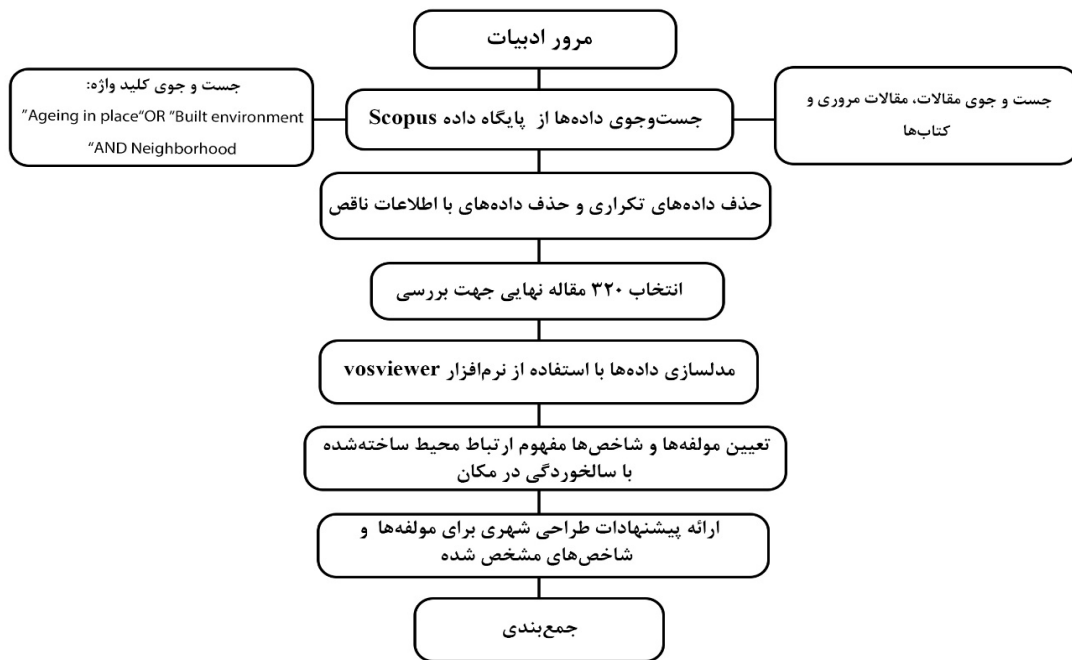 مرور ادبیات
جست و جوی مقالات، مقالات مروری و
کتاب‌ها
جست‌وجوی داده‌ها از پایگاه داده Scopus
جست و جوی کلید واژه:
"Ageing in place"OR "Built environment
"AND Neighborhood
حذف داده‌های تکراری و حذف داده‌های با اطلاعات ناقص
انتخاب ۳۲۰ مقاله نهایی جهت بررسی
مدلسازی داده‌ها با استفاده از نرم‌افزار vosviewer
تعیین مولفه‌ها و شاخص‌ها مفهوم ارتباط محیط ساخته‌شده
با سالخوردگی در مکان
ارائه پیشنهادات طراحی شهری برای مولفه‌ها و
شاخص‌های مشخص شده
جمع‌بندی